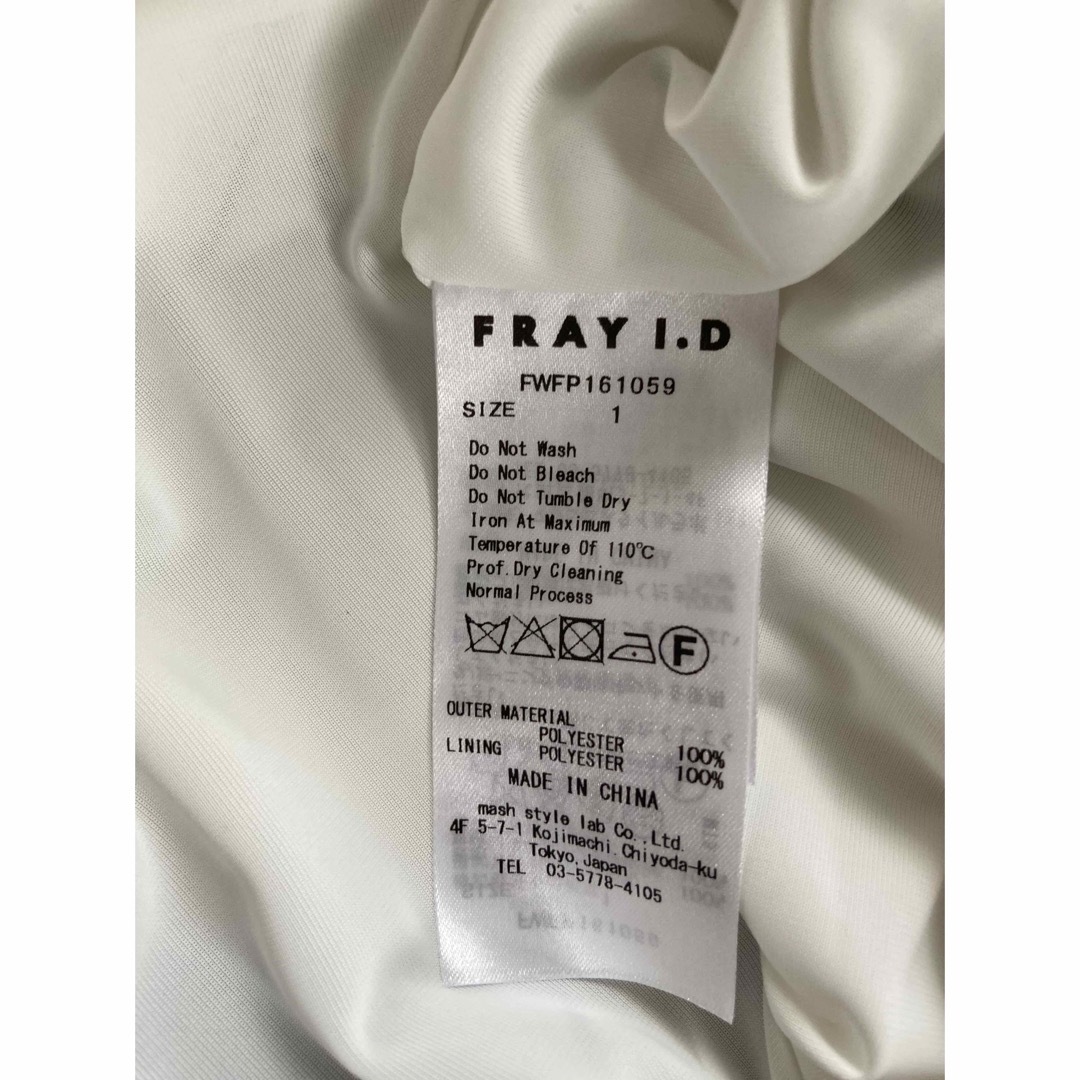 FRAY I.D
FWFP161059
SIZE 1
Do Not Wash
Do Not Bleach
Do Not Tumble Dry
Iron At Maximum
Temperature Of 110℃
Prof.Dry Cleaning
Normal Process
F
OUTER MATERIAL
POLYESTER 100%
LINING POLYESTER 100%
MADE IN CHINA
mash style lab Co.,Ltd.
4F 5-7-1 Kojimachi,Chiyoda-ku
Tokyo,Japan
TEL 03-5778-4105